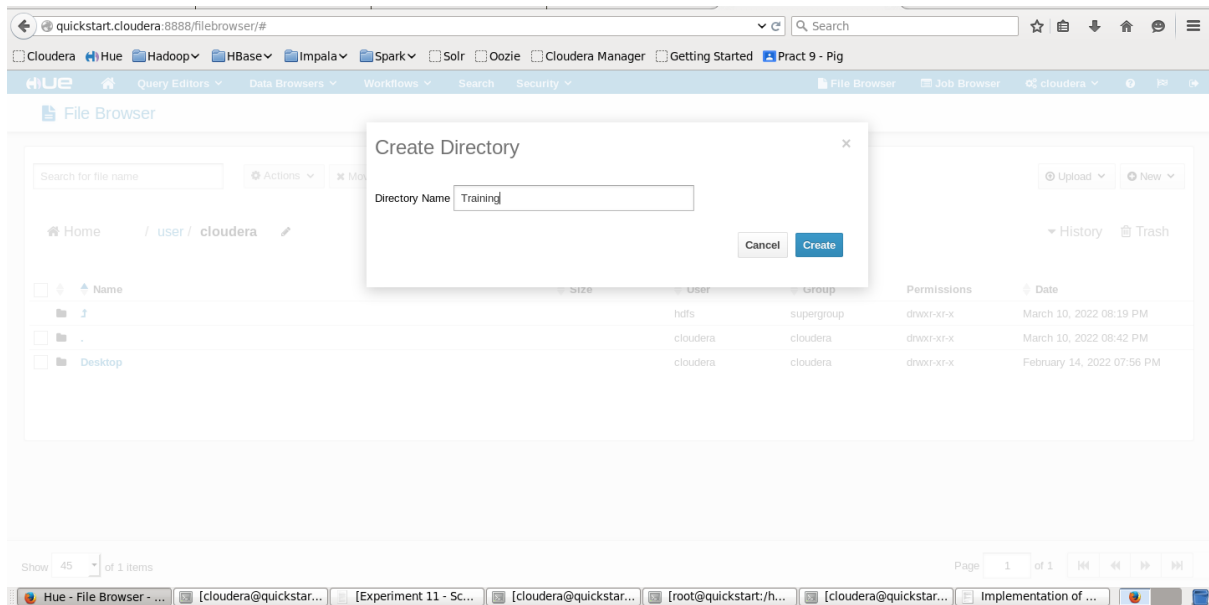 quickstart.cloudera:8888/filebrowser/#
Search
Cloudera Hue Hadoop HBase Impala Spark Solr Oozie Cloudera Manager Getting Started Pract 9 - Pig
HUE Query Editors Data Browsers Workflows Search Security File Browser Job Browser cloudera
File Browser
Create Directory ×
Search for file name Actions Upload New
Directory Name Training
Home / user / cloudera History Trash
Cancel Create
Name Size User Group Permissions Date
hdfs supergroup drwxr-xr-x March 10, 2022 08:19 PM
. cloudera cloudera drwxr-xr-x March 10, 2022 08:42 PM
Desktop cloudera cloudera drwxr-xr-x February 14, 2022 07:56 PM
Show 45 of 1 items Page 1 of 1
Hue - File Browser - ... [cloudera@quickstar... [Experiment 11 - Sc... [cloudera@quickstar... [root@quickstart:/h... [cloudera@quickstar... Implementation of ...